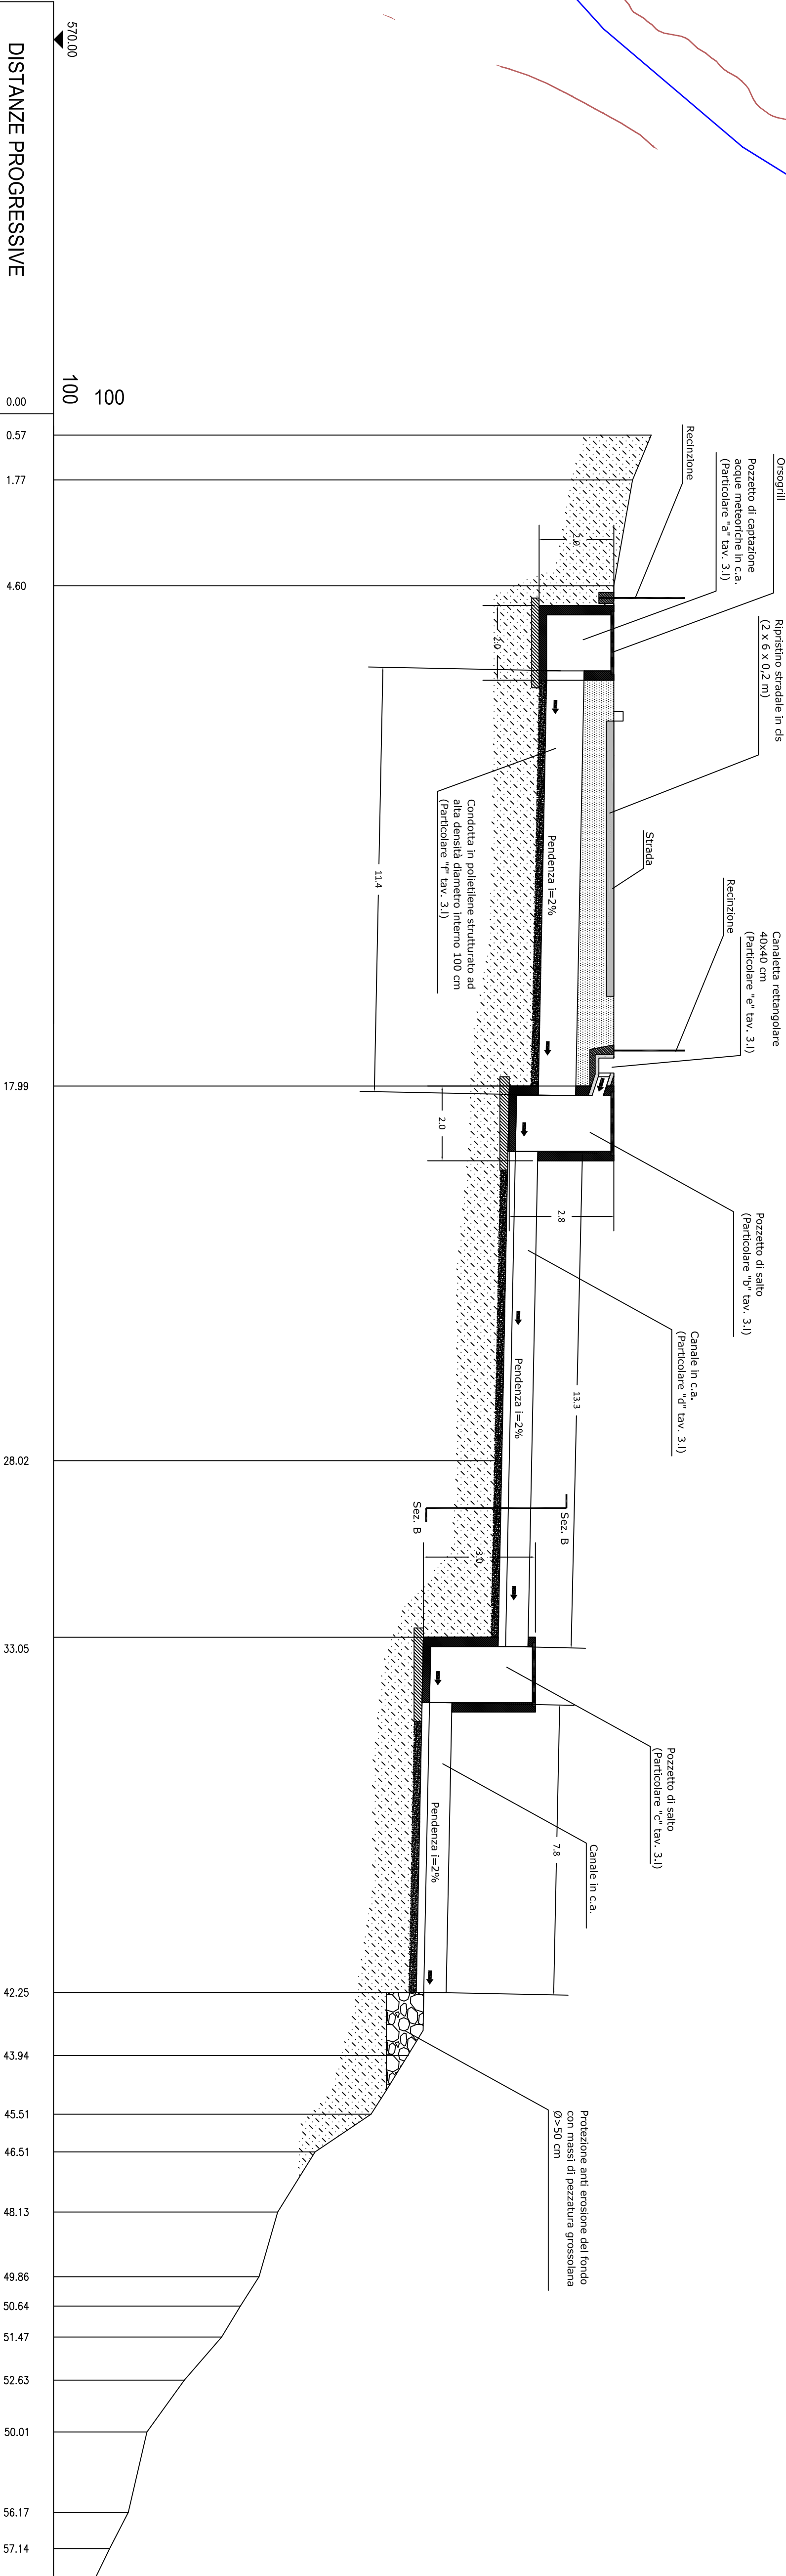 570.00
DISTANZE PROGRESSIVE
100
100
0.00
0.57
1.77
4.60
17.99
28.02
33.05
42.25
43.94
45.51
46.51
48.13
49.86
50.64
51.47
52.63
50.01
56.17
57.14
Recinzione
Pozzetto di captazione
acque meteoriche in c.a.
(Particolare "a" tav. 3.I)
Orsogrill
Ripristino stradale in cls
(2 x 6 x 0,2 m)
Strada
Recinzione
Canaletta rettangolare
40x40 cm
(Particolare "e" tav. 3.I)
2.0
2.0
Pendenza i=2%
Condotta in polietilene strutturato ad
alta densità diametro interno 100 cm
(Particolare "f" tav. 3.I)
11.4
2.0
2.8
Pozzetto di salto
(Particolare "b" tav. 3.I)
Canale in c.a.
(Particolare "d" tav. 3.I)
13.3
Pendenza i=2%
Sez. B
Sez. B
3.0
Pozzetto di salto
(Particolare "c" tav. 3.I)
Canale in c.a.
7.8
Pendenza i=2%
Protezione anti erosione del fondo
con massi di pezzatura grossolana
Ø>50 cm